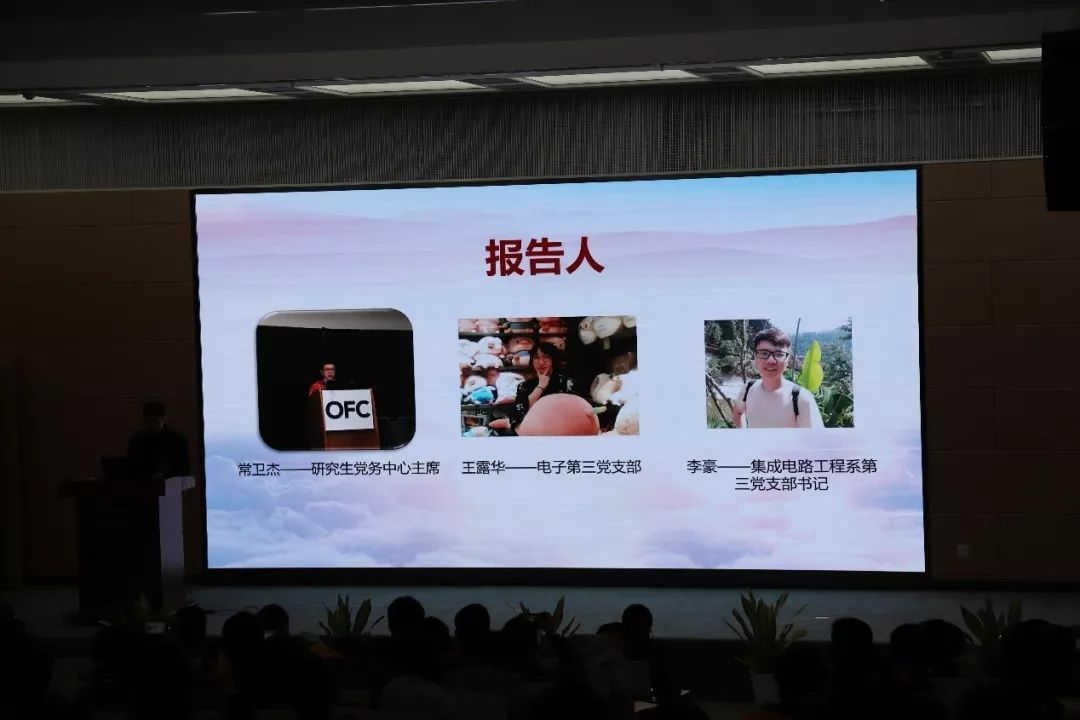 报告人
OFC
常卫杰——研究生党务中心主席
王露华——电子第三党支部
李豪——集成电路工程系第
三党支部书记